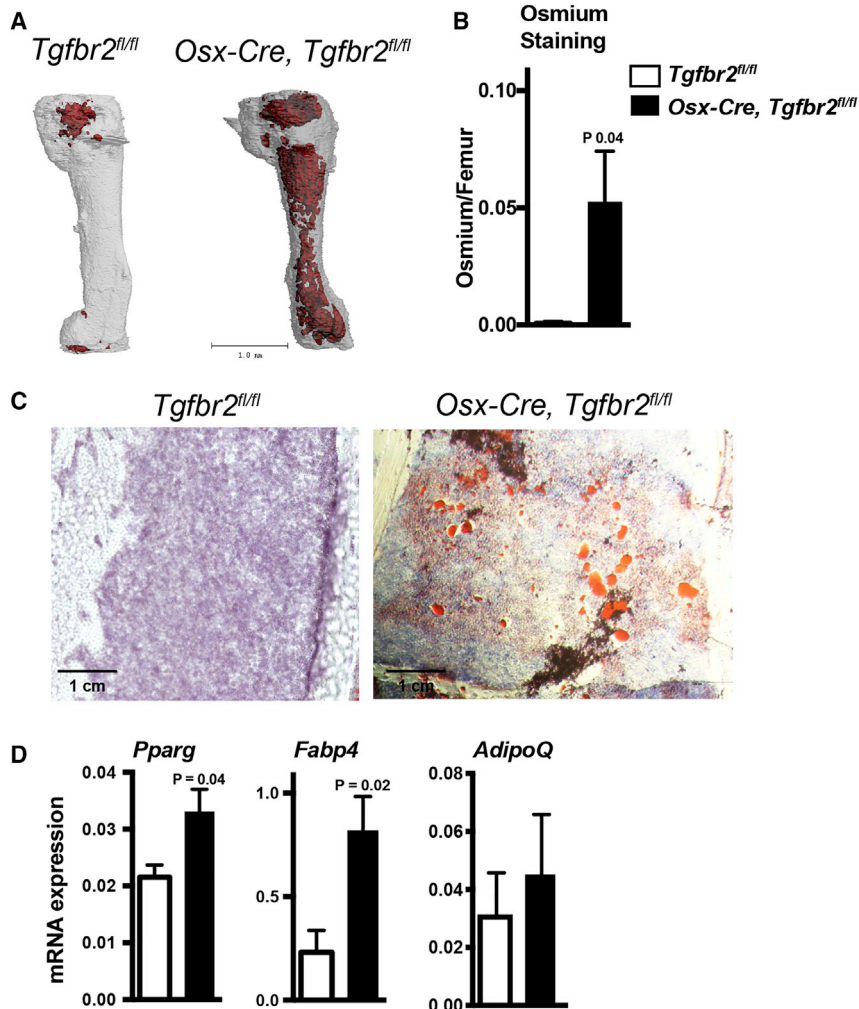 A
Tgfbr2fl/fl
Osx-Cre, Tgfbr2fl/fl
1.0 mm
B
Osmium
Staining
Tgfbr2fl/fl
Osx-Cre, Tgfbr2fl/fl
0.10
P 0.04
0.05
0.00
Osmium/Femur
C
Tgfbr2fl/fl
Osx-Cre, Tgfbr2fl/fl
1 cm
1 cm
D
Pparg
Fabp4
AdipoQ
mRNA expression
0.04
P = 0.04
0.03
0.02
0.01
0.00
1.0
P = 0.02
0.5
0.0
0.08
0.06
0.04
0.02
0.00